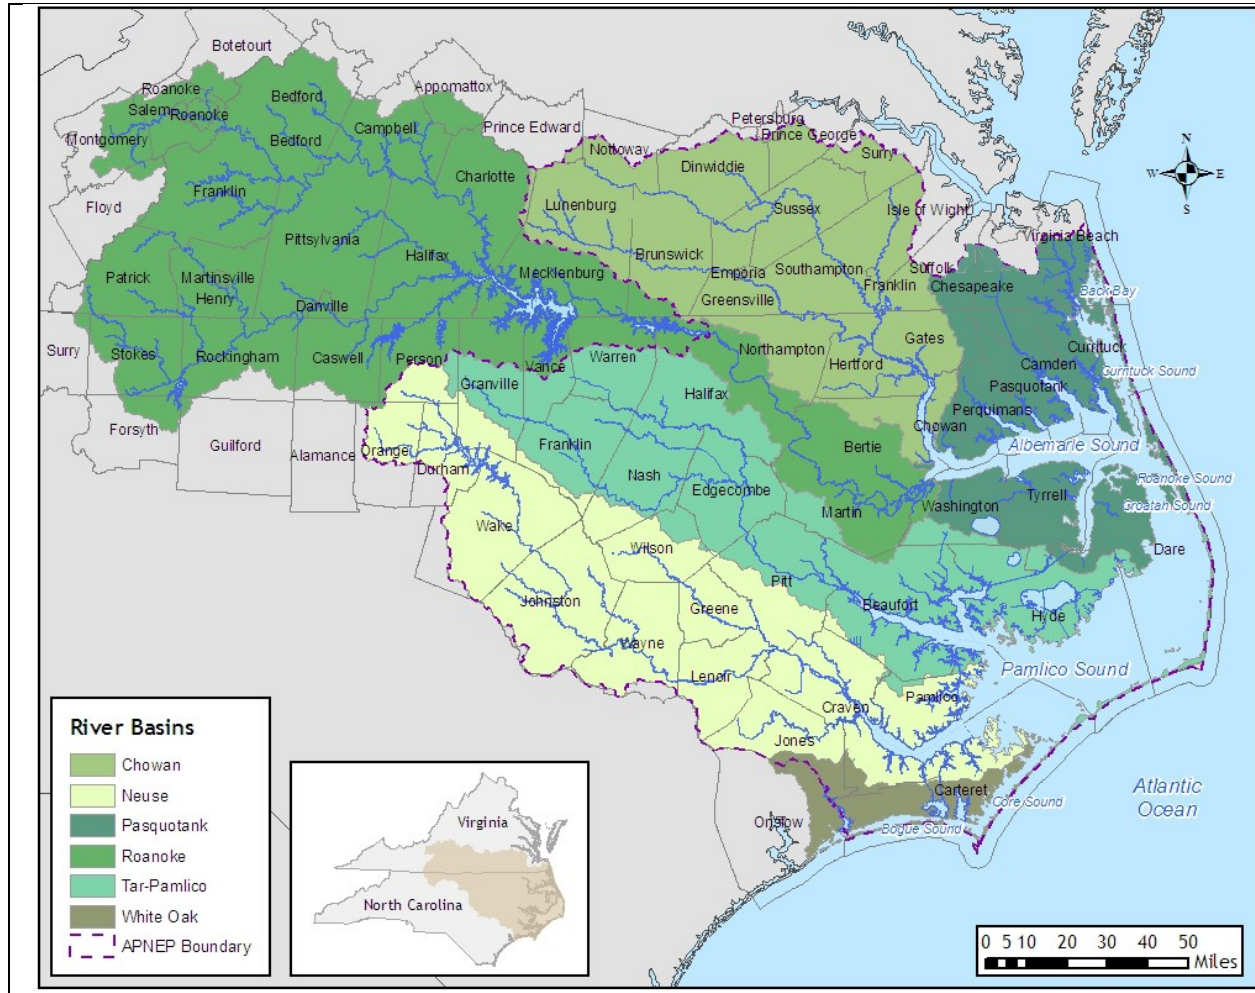 Botetourt
Appomattox
Roanoke
Bedford
Salem
Roanoke
Campbell
Prince Edward
Petersburg
Prince George
Montgomery
Bedford
Nottoway
Dinwiddie
Surry
Charlotte
Franklin
Floyd
Lunenburg
Sussex
Isle of Wight
Pittsylvania
Halifax
Brunswick
Virginia Beach
Patrick
Martinsville
Mecklenburg
Emporia
Southampton
Suffolk
Henry
Greensville
Franklin
Chesapeake
Back Bay
Danville
Surry
Stokes
Rockingham
Caswell
Person
Vance
Warren
Northampton
Hertford
Gates
Currituck
Camden
Currituck Sound
Granville
Halifax
Pasquotank
Perquimans
Forsyth
Guilford
Alamance
Orange
Franklin
Bertie
Chowan
Albemarle Sound
Durham
Nash
Edgecombe
Martin
Washington
Tyrrell
Roanoke Sound
Croatan Sound
Wake
Wilson
Dare
Pitt
Johnston
Greene
Beaufort
Hyde
Wayne
Lenoir
Pamlico Sound
Pamlico
Craven
Jones
Carteret
Core Sound
Onslow
Bogue Sound
Atlantic
Ocean
N
W
E
S
River Basins
Chowan
Neuse
Pasquotank
Roanoke
Tar-Pamlico
White Oak
APNEP Boundary
Virginia
North Carolina
0 5 10 20 30 40 50
Miles